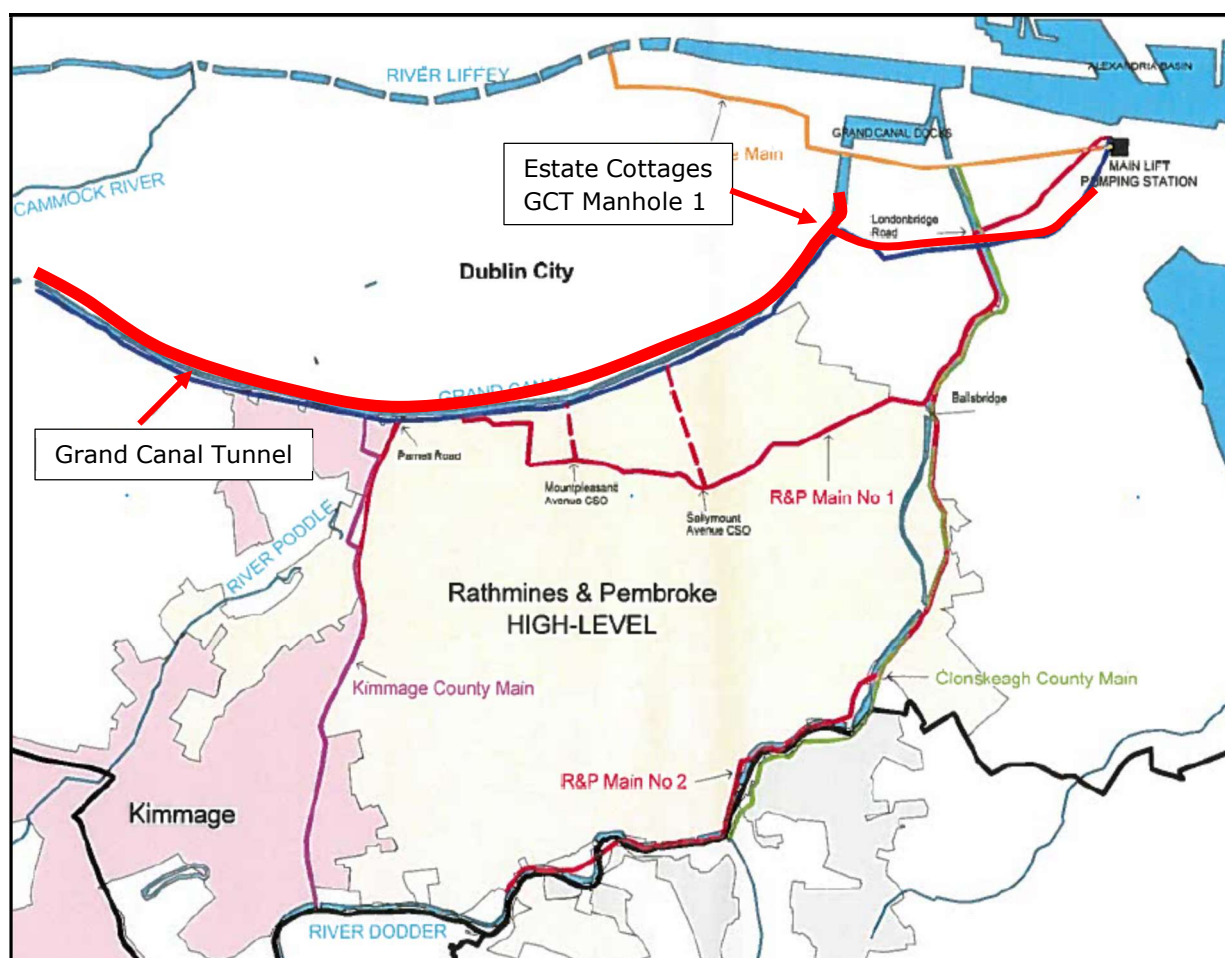 ALEXANDRIA BASIN
RIVER LIFFEY
GRAND CANAL DOCKS
Estate Cottages
GCT Manhole 1
Main
MAIN LIFT
PUMPING STATION
CAMMOCK RIVER
Londonbridge
Road
Dublin City
GRAND CANAL
Grand Canal Tunnel
Parnell Road
Ballsbridge
Mountpleasant
Avenue CSO
R&P Main No 1
Sallymount
Avenue CSO
RIVER PODDLE
Rathmines & Pembroke
HIGH-LEVEL
Kimmage County Main
Clonskeagh County Main
R&P Main No 2
Kimmage
RIVER DODDER